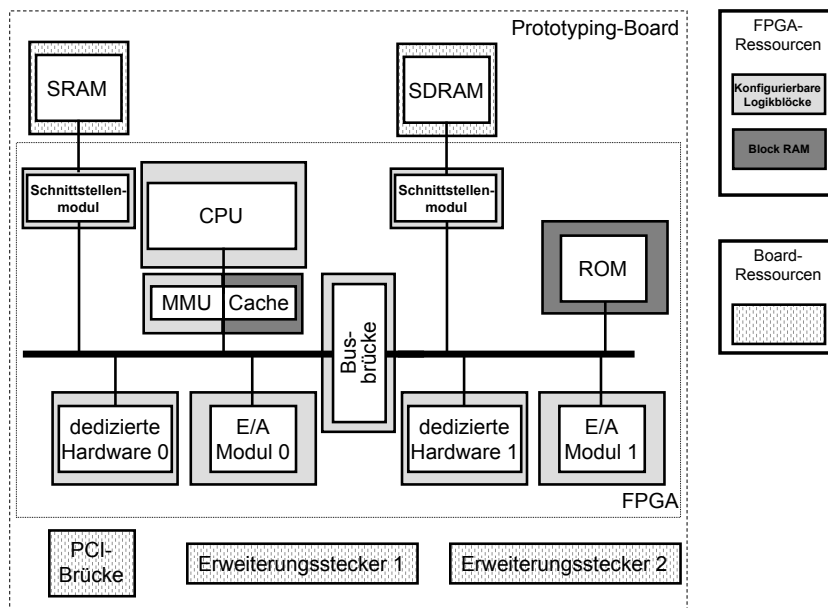 Prototyping-Board
SRAM
SDRAM
Schnittstellen-
modul
CPU
Schnittstellen-
modul
ROM
MMU
Cache
Bus-
brücke
dedizierte
Hardware 0
E/A
Modul 0
dedizierte
Hardware 1
E/A
Modul 1
FPGA
PCI-
Brücke
Erweiterungsstecker 1
Erweiterungsstecker 2
FPGA-
Ressourcen
Konfigurierbare
Logikblöcke
Block RAM
Board-
Ressourcen